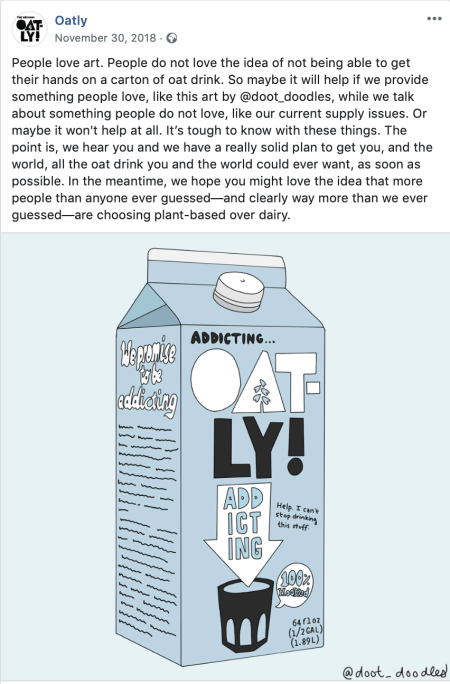 THE ORIGINAL
OAT-
LY!
Oatly
November 30, 2018 ·
People love art. People do not love the idea of not being able to get
their hands on a carton of oat drink. So maybe it will help if we provide
something people love, like this art by @doot_doodles, while we talk
about something people do not love, like our current supply issues. Or
maybe it won't help at all. It's tough to know with these things. The
point is, we hear you and we have a really solid plan to get you, and the
world, all the oat drink you and the world could ever want, as soon as
possible. In the meantime, we hope you might love the idea that more
people than anyone ever guessed—and clearly way more than we ever
guessed—are choosing plant-based over dairy.
We promise
to be
addicting
ADDICTING...
OAT-
LY!
ADD
ICT
ING
Help. I can't
stop drinking
this stuff.
100%
64 fl oz
(1/2 GAL)
(1.89L)
@doot_doodles